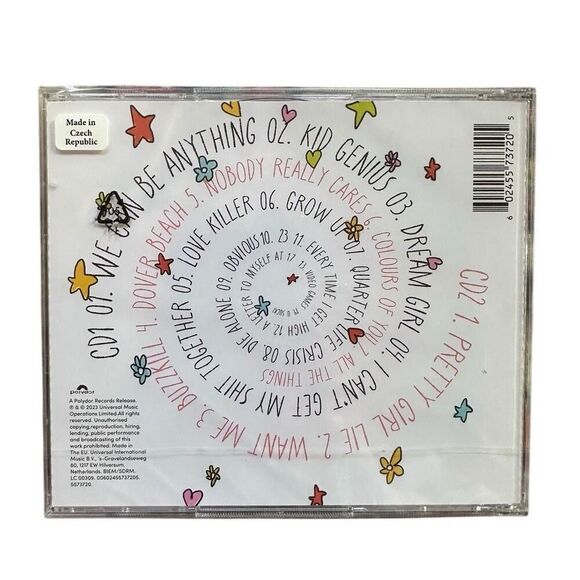 Made in
Czech
Republic
CD1 01. WE CAN BE ANYTHING 02. KID GENIUS 03. DREAM GIRL 04. I CAN'T GET MY SHIT TOGETHER 05. LOVE KILLER 06. GROW UP 07. QUARTER LIFE CRISIS 08. DIE ALONE 09. OBVIOUS 10. 23 11. EVERY TIME I GET HIGH 12. A LETTER TO MYSELF AT 17 13. VIDEO GAMES
CD2 1. PRETTY GIRL LIE 2. WANT ME 3. BUZZKILL 4. DOVER BEACH 5. NOBODY REALLY CARES 6. COLOURS OF YOU 7. ALL THE THINGS
6 02455 73720 5
polydor
A Polydor Records Release.
℗ & © 2023 Universal Music
Operations Limited.All rights
reserved. Unauthorised
copying,reproduction, hiring,
lending, public performance
and broadcasting of this
work prohibited. Made in
The EU. Universal International
Music B.V., 's-Gravelandseweg
80, 1217 EW Hilversum,
Netherlands. BIEM/SDRM.
LC 00309. 00602455737205.
5573720.